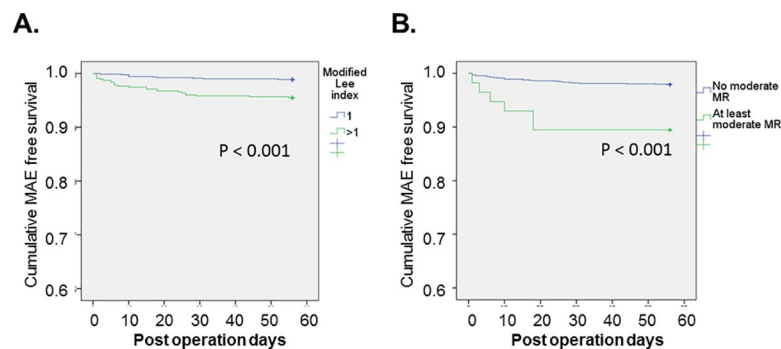 A.
Cumulative MAE free survival
1.0
0.9
0.8
0.7
0.6
0 10 20 30 40 50 60
Post operation days
P < 0.001
Modified
Lee
index
1
>1
B.
Cumulative MAE free survival
1.0
0.9
0.8
0.7
0.6
0 10 20 30 40 50 60
Post operation days
P < 0.001
No moderate
MR
At least
moderate MR